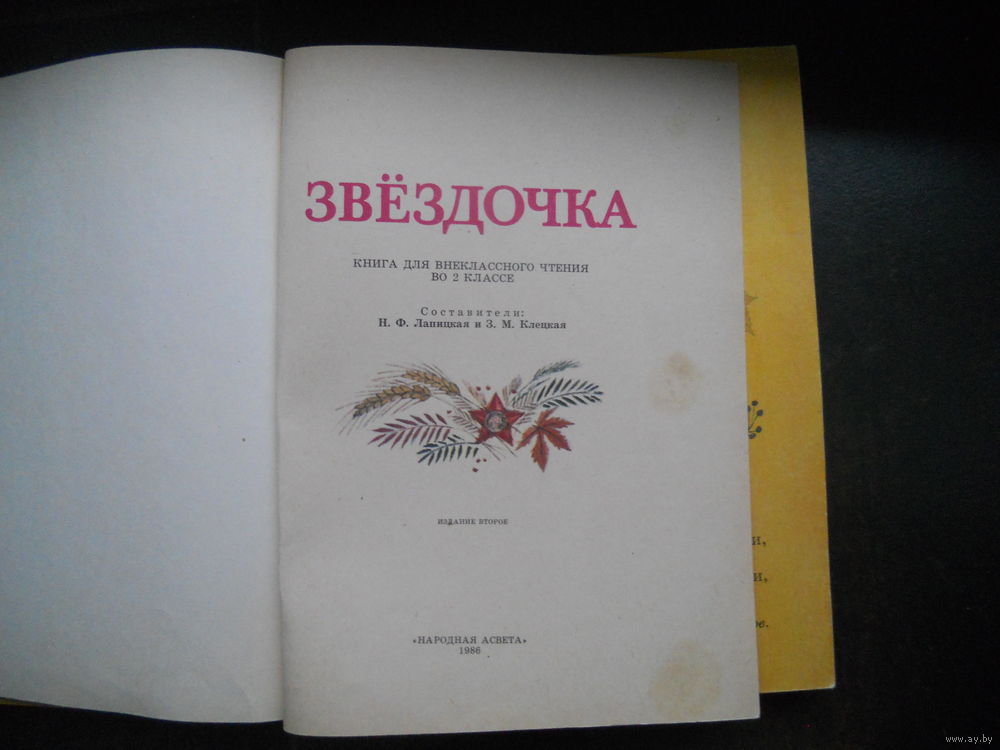 ЗВЁЗДОЧКА
КНИГА ДЛЯ ВНЕКЛАССНОГО ЧТЕНИЯ
ВО 2 КЛАССЕ
Составители:
Н. Ф. Лапицкая и З. М. Клецкая
ИЗДАНИЕ ВТОРОЕ
«НАРОДНАЯ АСВЕТА»
1986
www.ay.by